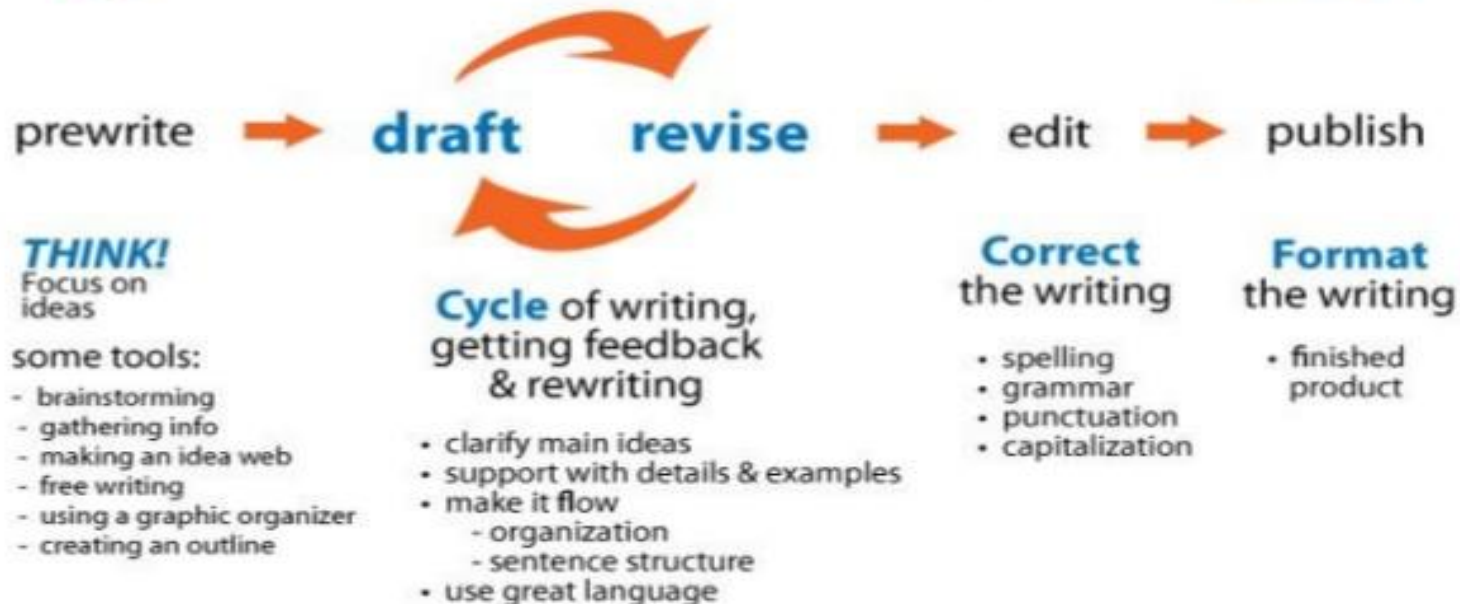 prewrite draft revise edit publish
THINK!
Focus on
ideas
some tools:
- brainstorming
- gathering info
- making an idea web
- free writing
- using a graphic organizer
- creating an outline
Cycle of writing,
getting feedback
& rewriting
• clarify main ideas
• support with details & examples
• make it flow
- organization
- sentence structure
• use great language
Correct
the writing
• spelling
• grammar
• punctuation
• capitalization
Format
the writing
• finished
product